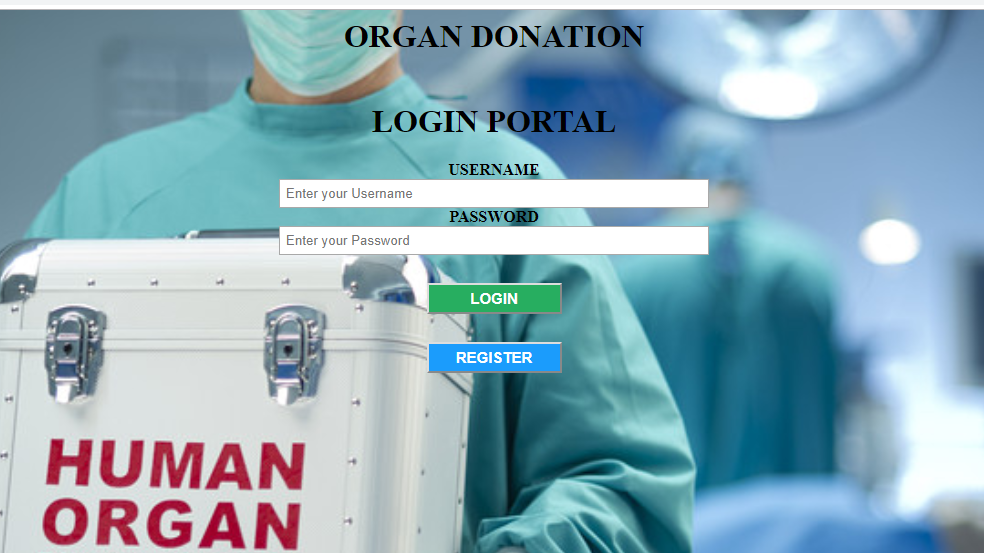 ORGAN DONATION
LOGIN PORTAL
USERNAME
Enter your Username
PASSWORD
Enter your Password
LOGIN
REGISTER
HUMAN
ORGAN